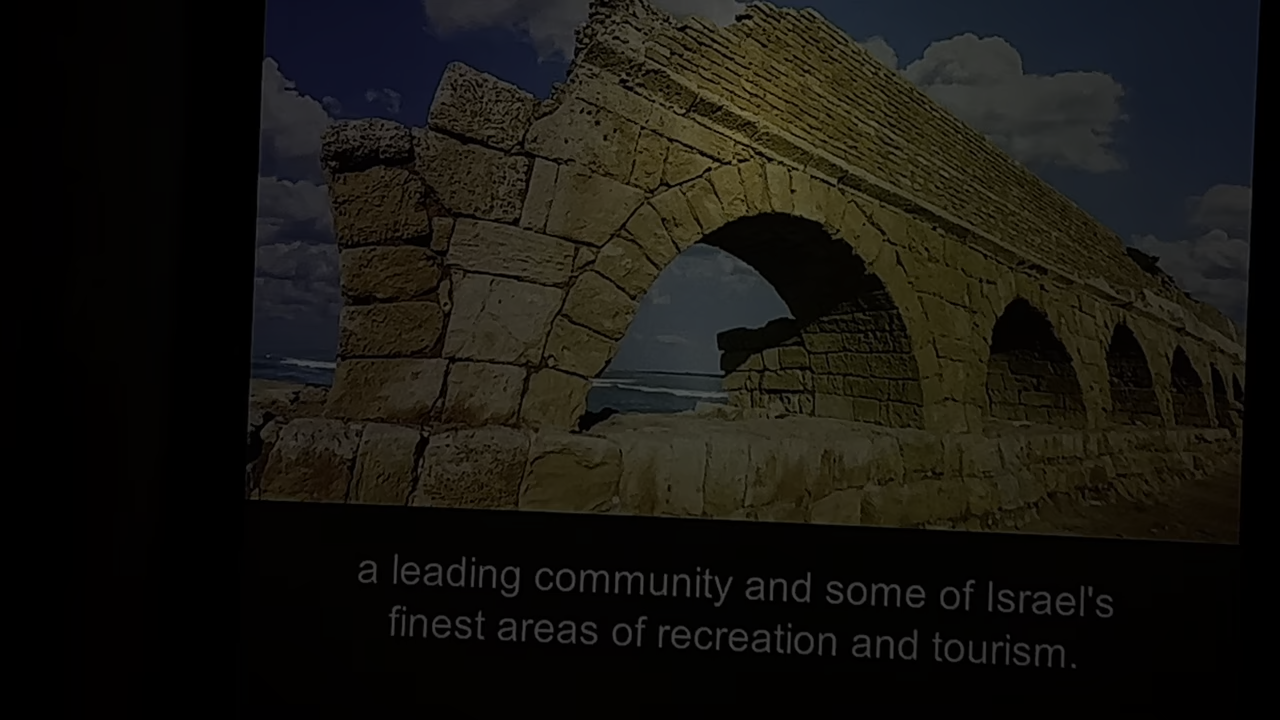 a leading community and some of Israel's
finest areas of recreation and tourism.